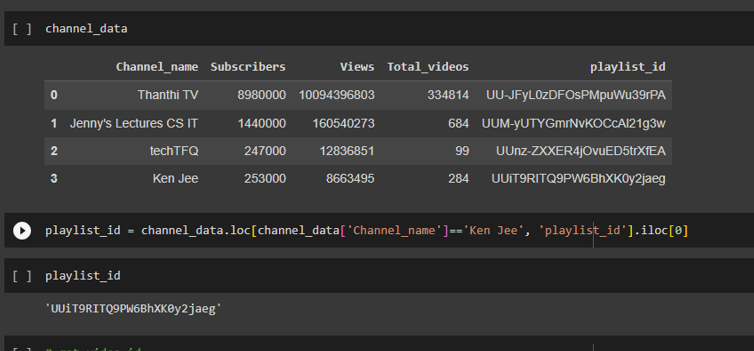 [ ] channel_data
Channel_name Subscribers Views Total_videos playlist_id
0 Thanthi TV 8980000 10094396803 334814 UU-JFyL0zDFOsPMpuWu39rPA
1 Jenny's Lectures CS IT 1440000 160540273 684 UUM-yUTYGmrNvKOCcAl21g3w
2 techTFQ 247000 12836851 99 UUnz-ZXXER4jOvuED5trXfEA
3 Ken Jee 253000 8663495 284 UUiT9RITQ9PW6BhXK0y2jaeg
playlist_id = channel_data.loc[channel_data['Channel_name']=='Ken Jee', 'playlist_id'].iloc[0]
[ ] playlist_id
'UUiT9RITQ9PW6BhXK0y2jaeg'